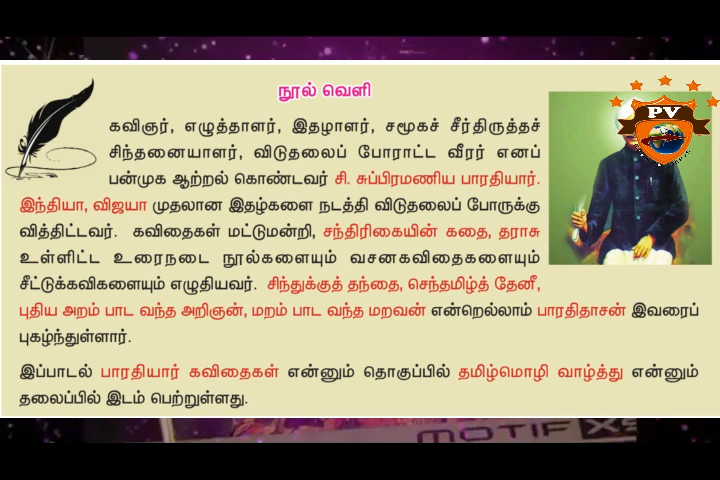 நூல் வெளி
PV
கவிஞர், எழுத்தாளர், இதழாளர், சமூகச் சீர்திருத்தச்
சிந்தனையாளர், விடுதலைப் போராட்ட வீரர் எனப்
பன்முக ஆற்றல் கொண்டவர் சி. சுப்பிரமணிய பாரதியார்.
இந்தியா, விஜயா முதலான இதழ்களை நடத்தி விடுதலைப் போருக்கு
வித்திட்டவர். கவிதைகள் மட்டுமன்றி, சந்திரிகையின் கதை, தராசு
உள்ளிட்ட உரைநடை நூல்களையும் வசனகவிதைகளையும்
சீட்டுக்கவிகளையும் எழுதியவர். சிந்துக்குத் தந்தை, செந்தமிழ்த் தேனீ,
புதிய அறம் பாட வந்த அறிஞன், மறம் பாட வந்த மறவன் என்றெல்லாம் பாரதிதாசன் இவரைப்
புகழ்ந்துள்ளார்.
இப்பாடல் பாரதியார் கவிதைகள் என்னும் தொகுப்பில் தமிழ்மொழி வாழ்த்து என்னும்
தலைப்பில் இடம் பெற்றுள்ளது.
MOTIF XS